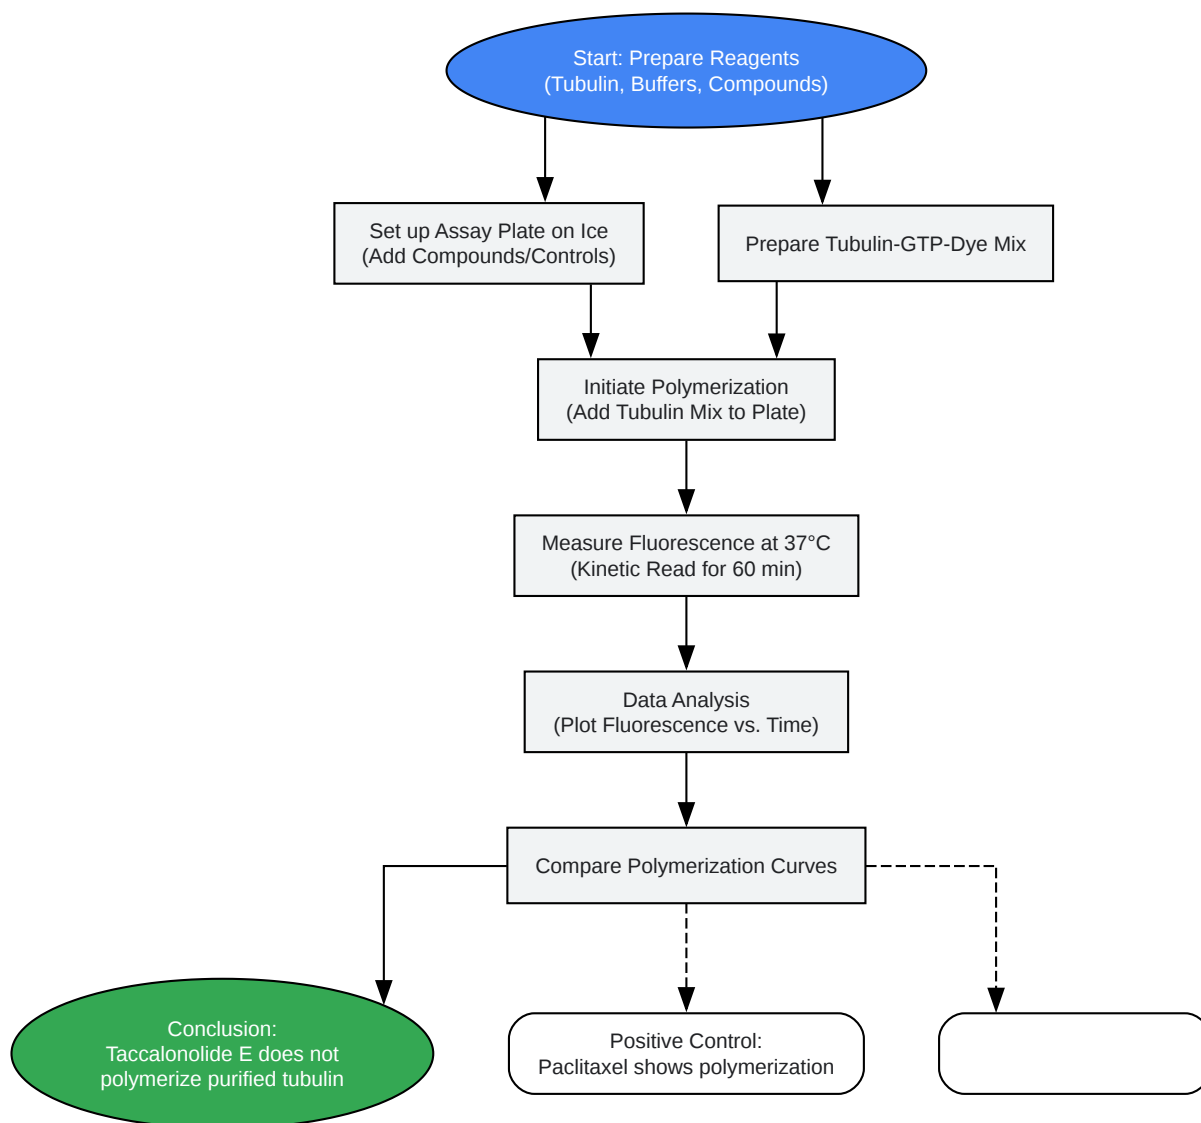 Start: Prepare Reagents
(Tubulin, Buffers, Compounds)
Set up Assay Plate on Ice
(Add Compounds/Controls)
Prepare Tubulin-GTP-Dye Mix
Initiate Polymerization
(Add Tubulin Mix to Plate)
Measure Fluorescence at 37°C
(Kinetic Read for 60 min)
Data Analysis
(Plot Fluorescence vs. Time)
Compare Polymerization Curves
Conclusion:
Taccalonolide E does not
polymerize purified tubulin
Positive Control:
Paclitaxel shows polymerization